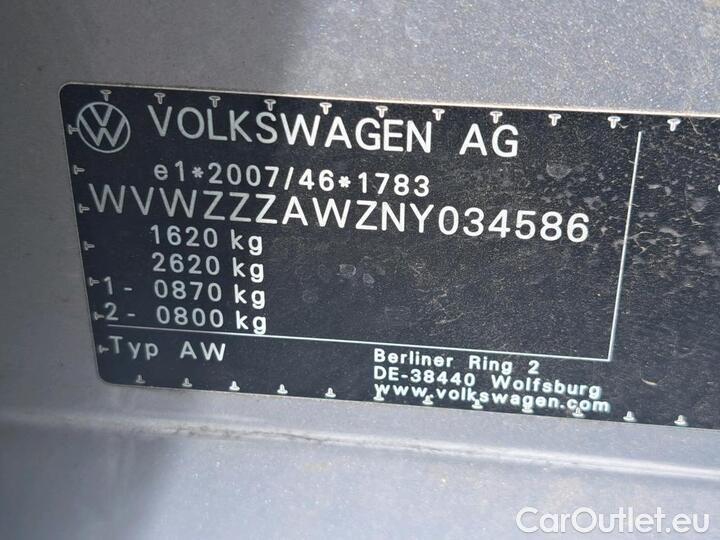 VOLKSWAGEN AG
e1*2007/46*1783
WVWZZZAWZNY034586
1620 kg
2620 kg
1- 0870 kg
2- 0800 kg
Typ AW
Berliner Ring 2
DE-38440 Wolfsburg
www.volkswagen.com
CarOutlet.eu